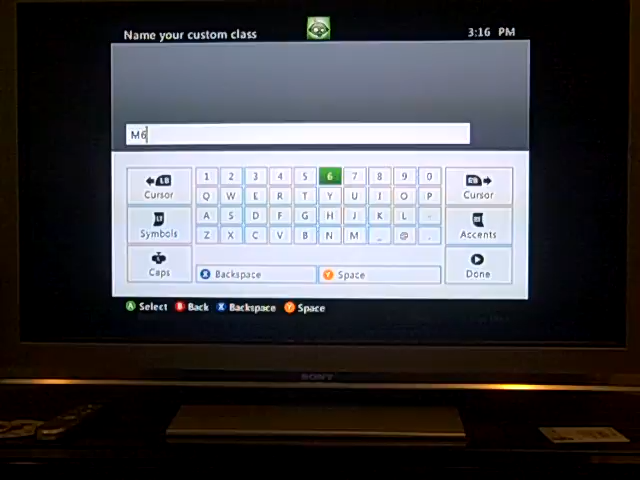 Name your custom class
3:16 PM
M6
LB
Cursor
1 2 3 4 5 6 7 8 9 0
RB
Cursor
Q W E R T Y U I O P
LT
Symbols
A S D F G H J K L -
Accents
Z X C V B N M _ @ .
Caps
X Backspace
Y Space
Done
A Select B Back X Backspace Y Space
SONY